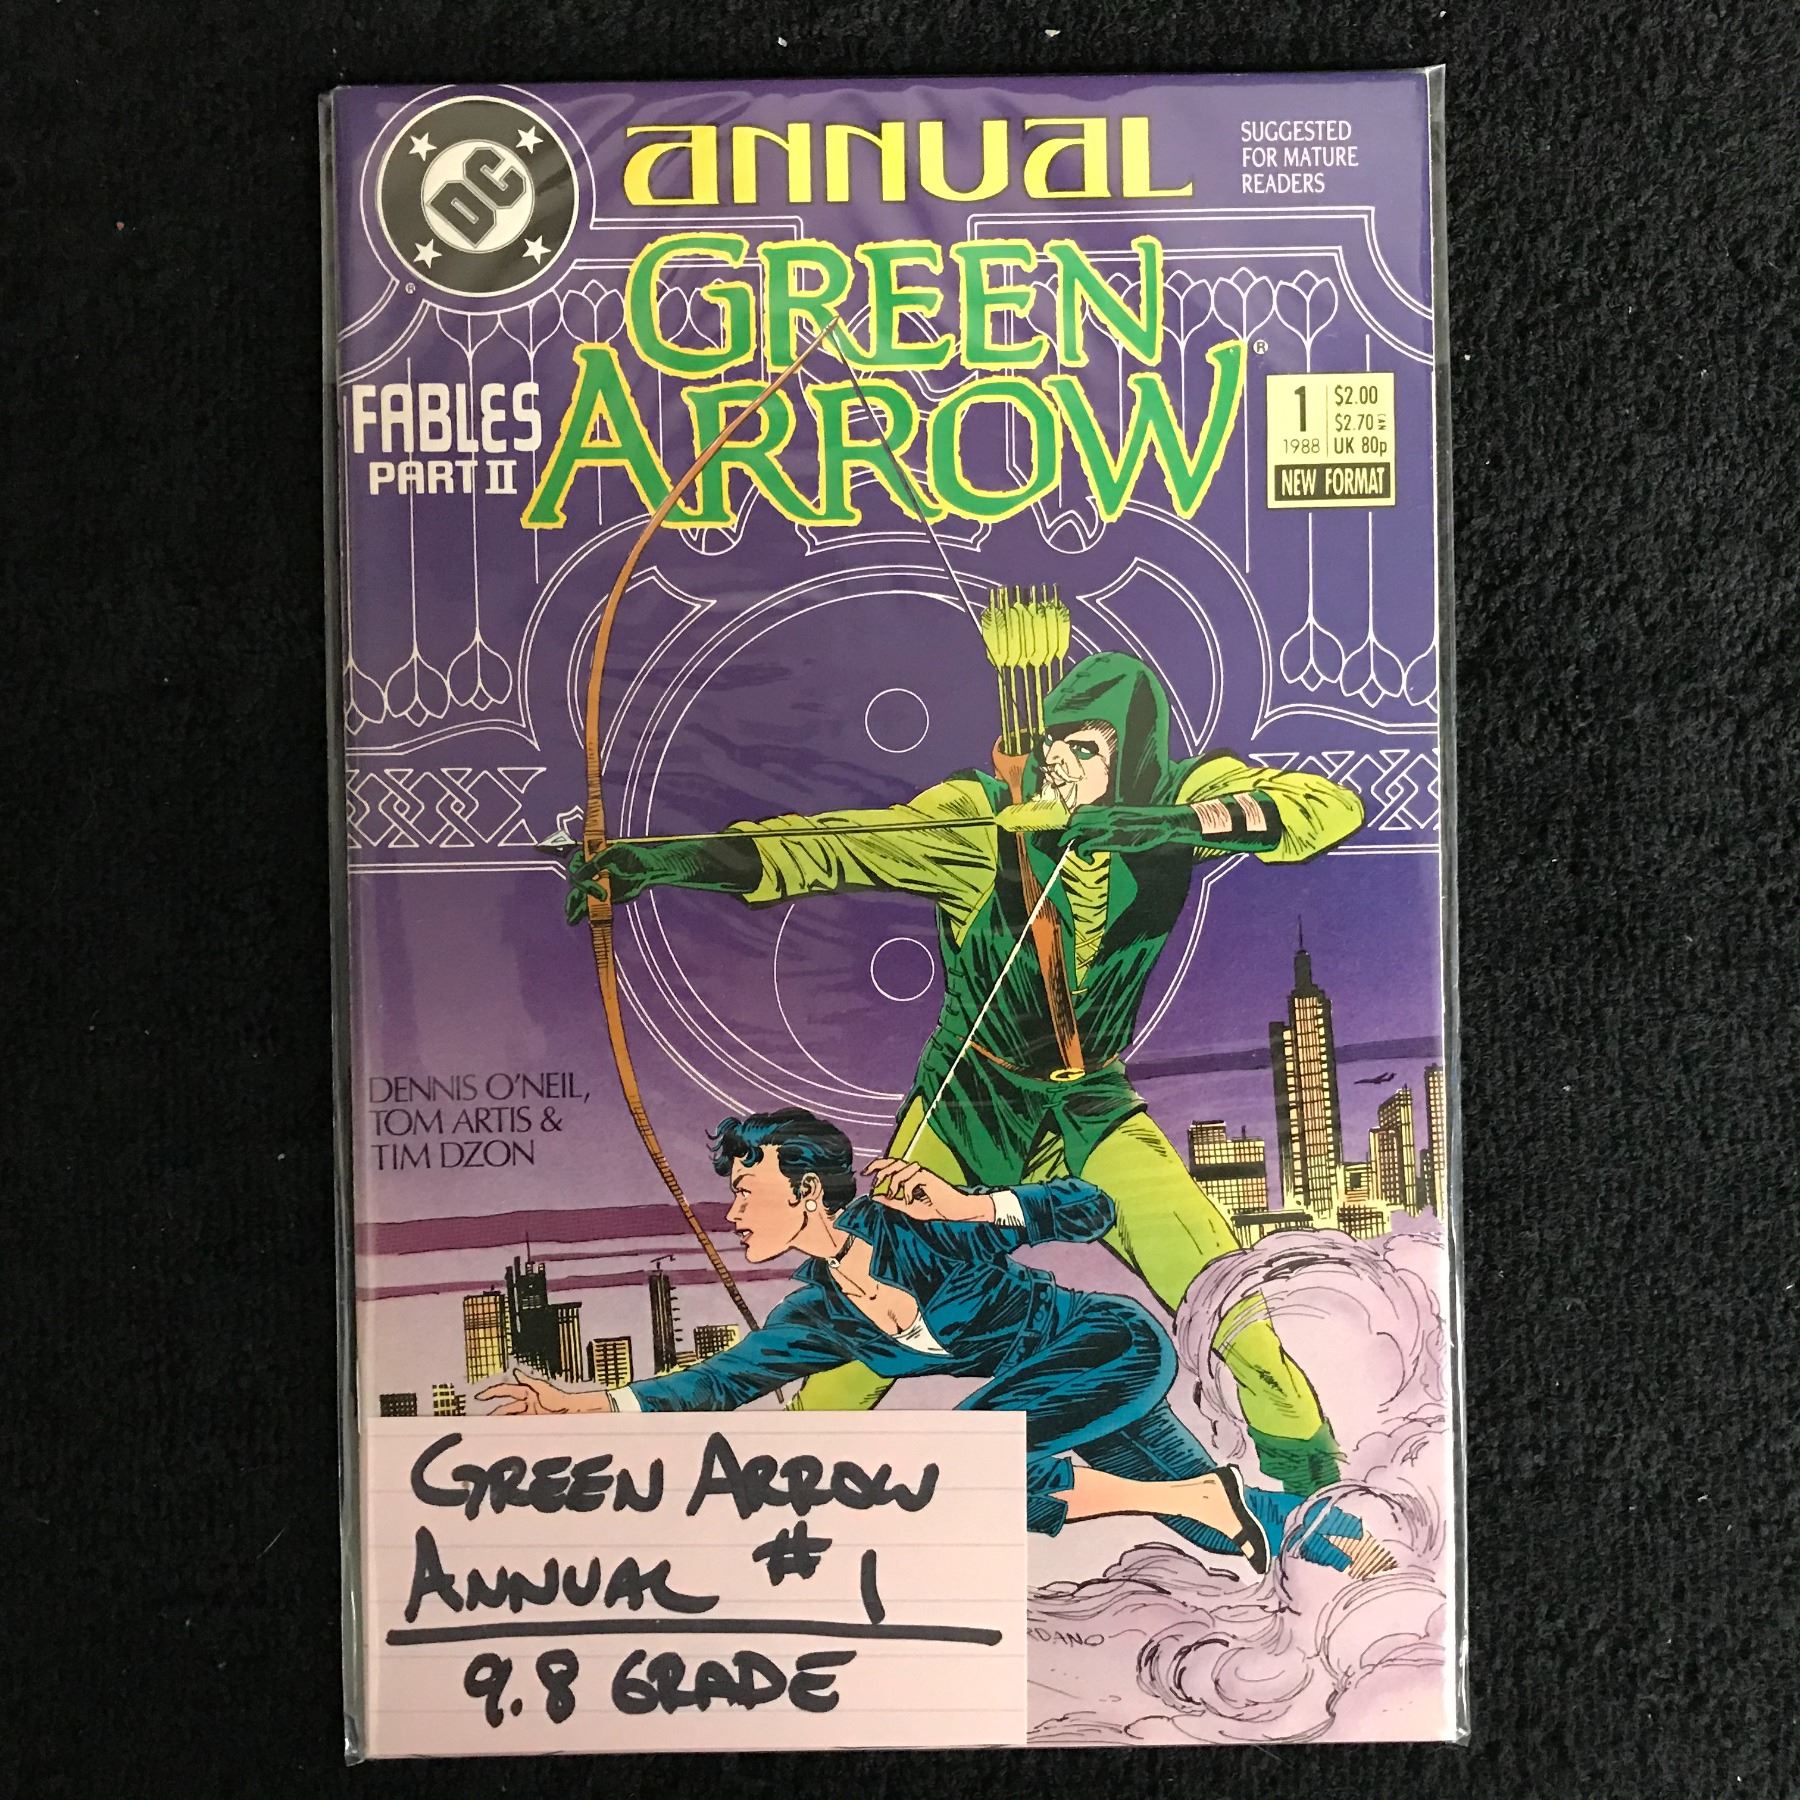 DC
ANNUAL
SUGGESTED
FOR MATURE
READERS
GREEN
ARROW
FABLES
PART II
1
1988
$2.00
$2.70 CAN
UK 80p
NEW FORMAT
DENNIS O'NEIL,
TOM ARTIS &
TIM DZON
GREEN ARROW
ANNUAL #1
9.8 GRADE